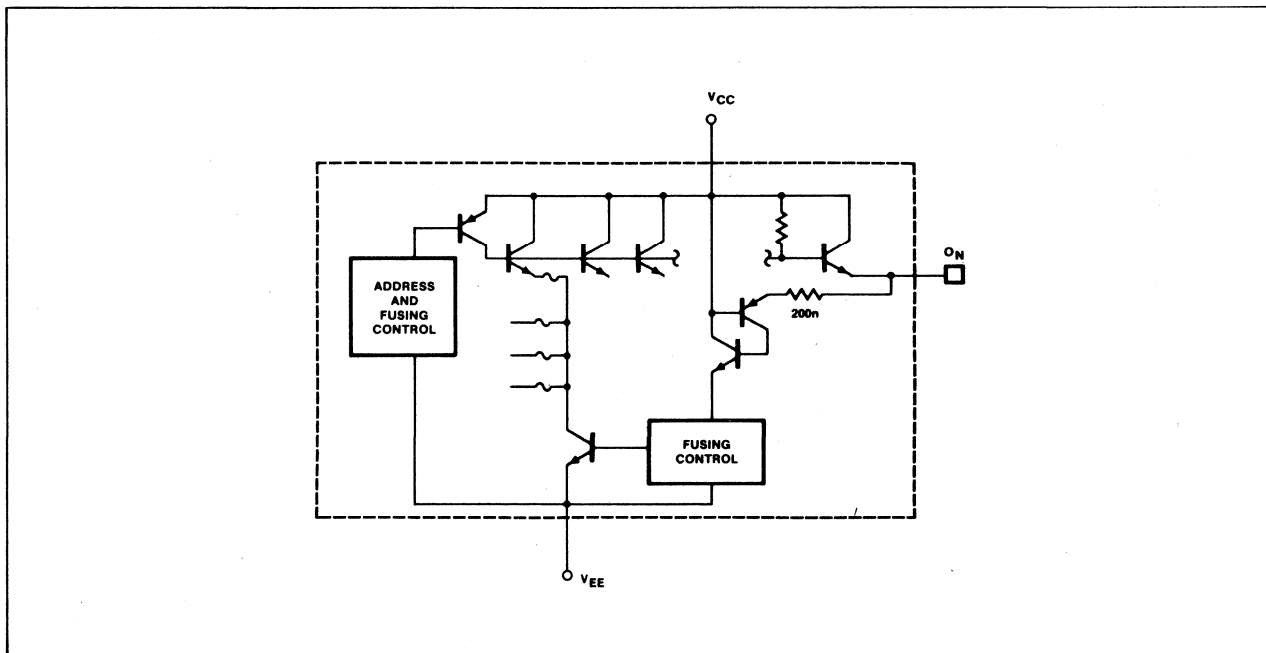 VCC
ADDRESS
AND
FUSING
CONTROL
ON
200n
FUSING
CONTROL
VEE